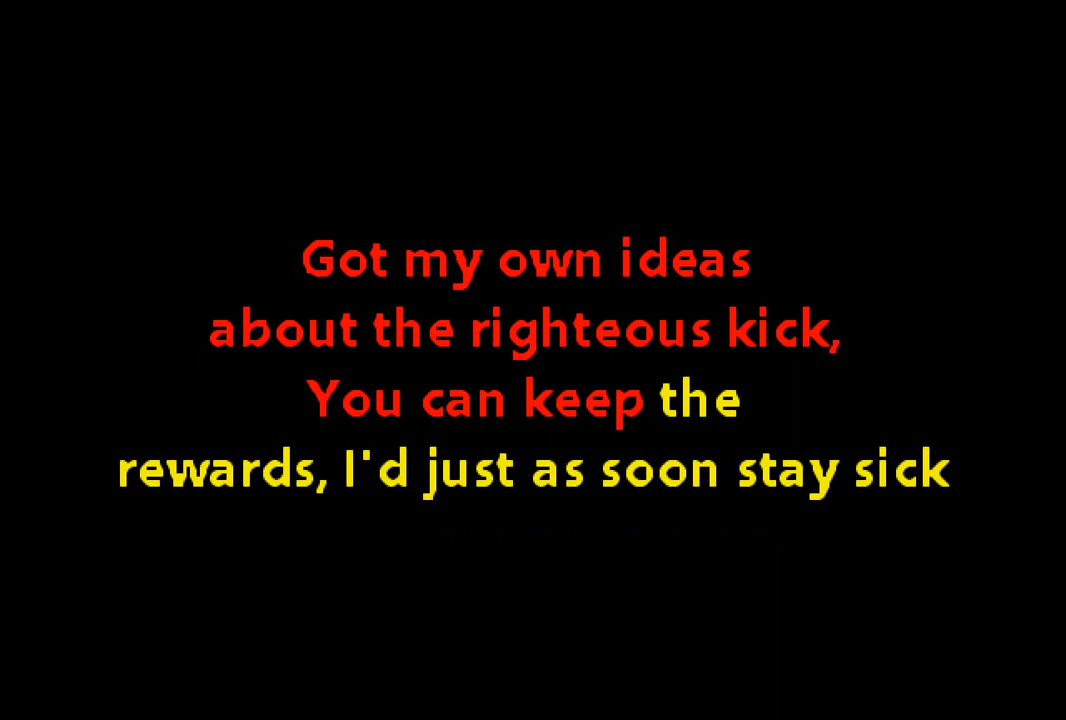 Got my own ideas
about the righteous kick,
You can keep the
rewards, I'd just as soon stay sick